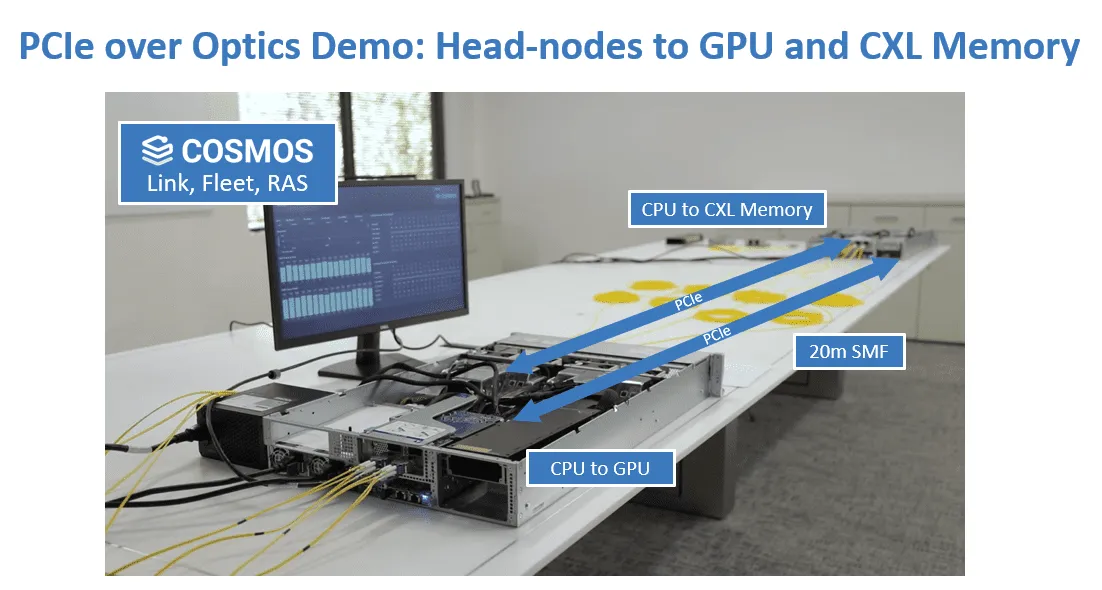 PCIe over Optics Demo: Head-nodes to GPU and CXL Memory
COSMOS
Link, Fleet, RAS
CPU to CXL Memory
PCIe
PCIe
20m SMF
CPU to GPU